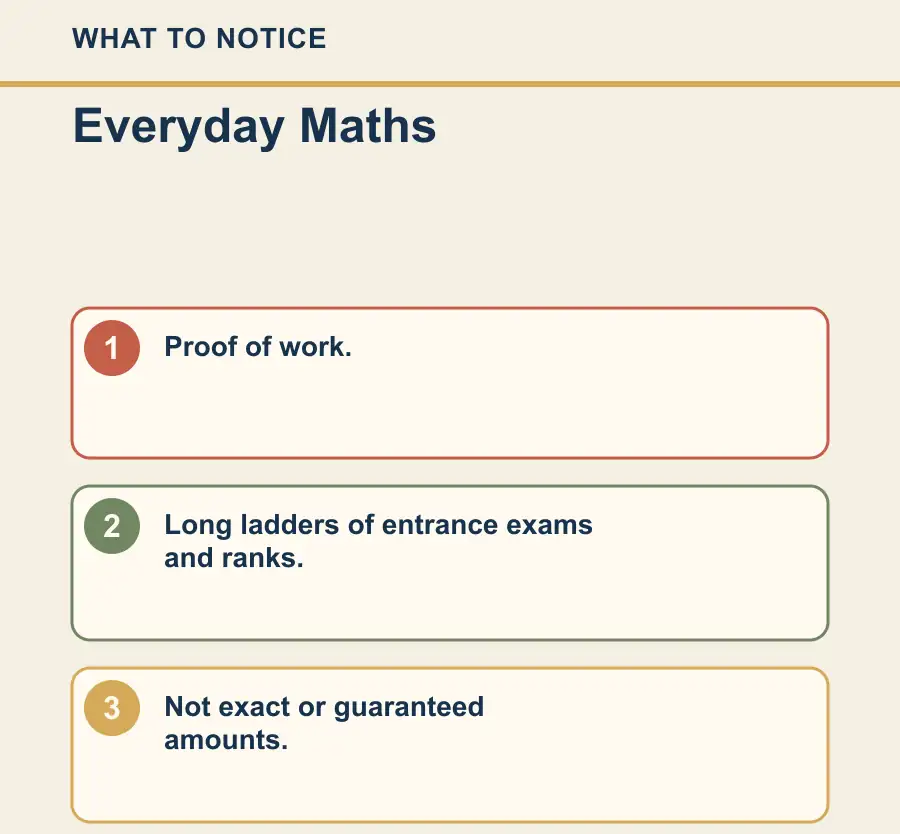 WHAT TO NOTICE
Everyday Maths
1
Proof of work.
2
Long ladders of entrance exams
and ranks.
3
Not exact or guaranteed
amounts.